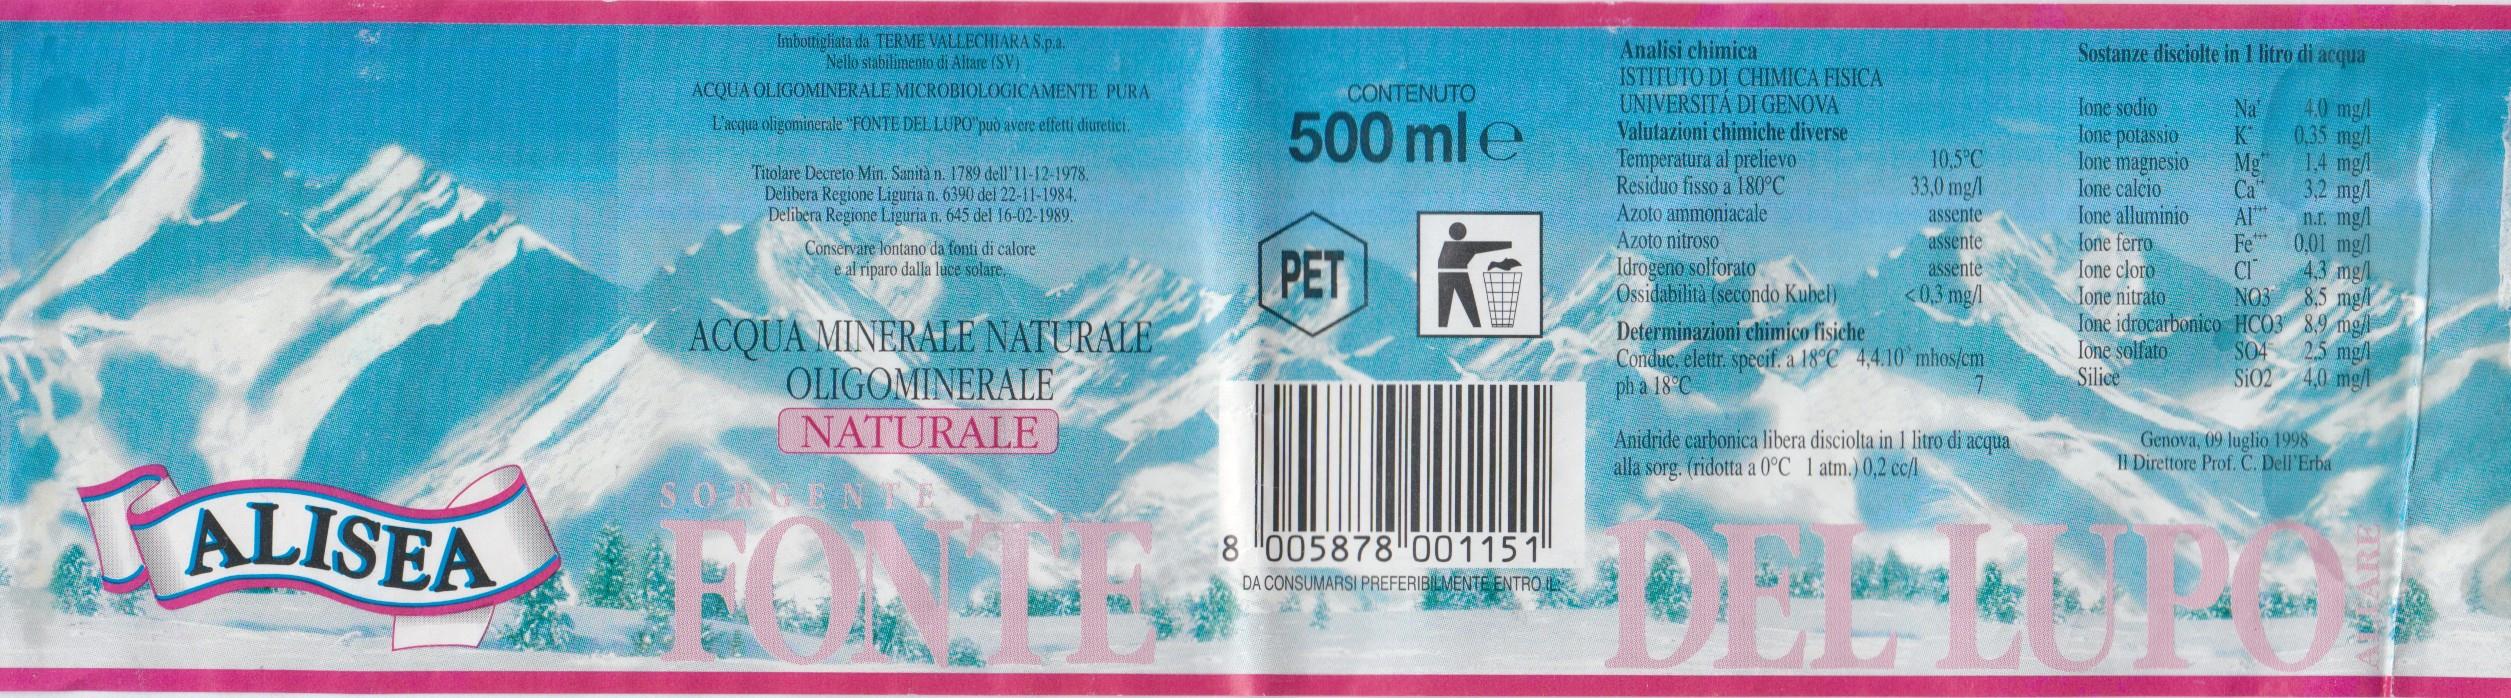 Imbottigliata da TERME VALLECHIARA S.p.a.
Nello stabilimento di Altare (SV)
ACQUA OLIGOMINERALE MICROBIOLOGICAMENTE PURA
L'acqua oligominerale "FONTE DEL LUPO" può avere effetti diuretici.
Titolare Decreto Min. Sanità n. 1789 dell'11-12-1978.
Delibera Regione Liguria n. 6390 del 22-11-1984.
Delibera Regione Liguria n. 645 del 16-02-1989.
Conservare lontano da fonti di calore
e al riparo dalla luce solare.
ACQUA MINERALE NATURALE
OLIGOMINERALE
NATURALE
ALISEA
SORGENTE
FONTE DEL LUPO
ALTARE
CONTENUTO
500 ml e
PET
8 005878 001151
DA CONSUMARSI PREFERIBILMENTE ENTRO IL:
Analisi chimica
ISTITUTO DI CHIMICA FISICA
UNIVERSITÁ DI GENOVA
Valutazioni chimiche diverse
Temperatura al prelievo 10,5°C
Residuo fisso a 180°C 33,0 mg/l
Azoto ammoniacale assente
Azoto nitroso assente
Idrogeno solforato assente
Ossidabilità (secondo Kubel) < 0,3 mg/l
Determinazioni chimico fisiche
Conduc. elettr. specif. a 18°C 4,4.10 mhos/cm
ph a 18°C 7
Anidride carbonica libera disciolta in 1 litro di acqua
alla sorg. (ridotta a 0°C 1 atm.) 0,2 cc/l
Sostanze disciolte in 1 litro di acqua
Ione sodio Na+ 4.0 mg/l
Ione potassio K+ 0,35 mg/l
Ione magnesio Mg++ 1,4 mg/l
Ione calcio Ca++ 3,2 mg/l
Ione alluminio Al+++ n.r. mg/l
Ione ferro Fe+++ 0,01 mg/l
Ione cloro Cl- 4,3 mg/l
Ione nitrato NO3- 8,5 mg/l
Ione idrocarbonico HCO3- 8,9 mg/l
Ione solfato SO4-- 2,5 mg/l
Silice SiO2 4,0 mg/l
Genova, 09 luglio 1998
Il Direttore Prof. C. Dell'Erba